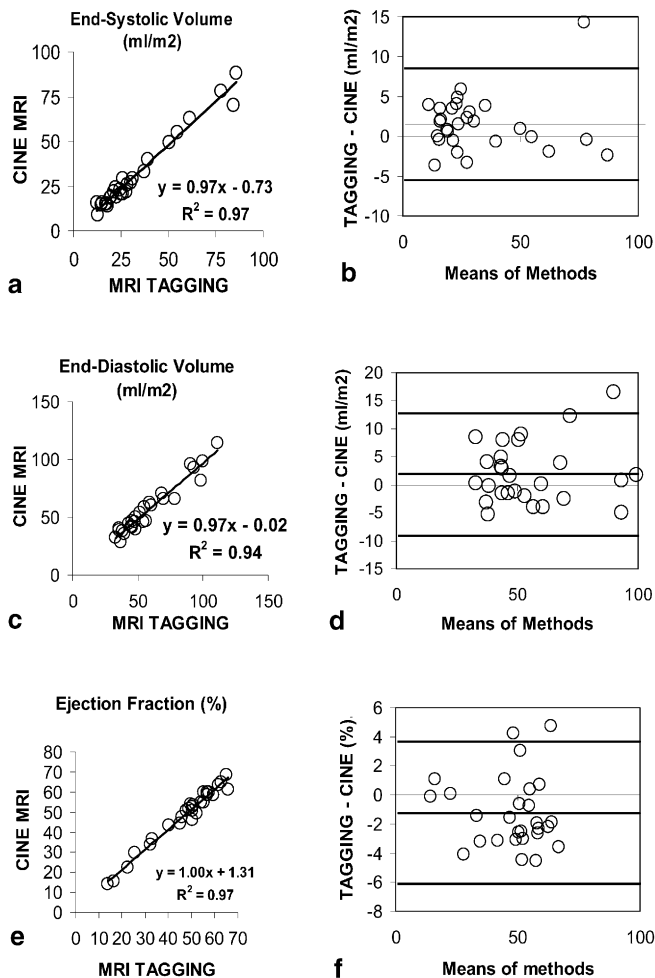 End-Systolic Volume
(ml/m2)
100
75
50
25
0
CINE MRI
y = 0.97x - 0.73
R2 = 0.97
0 25 50 75 100
MRI TAGGING
a
15
10
5
0
-5
-10
TAGGING - CINE (ml/m2)
0 50 100
Means of Methods
b
End-Diastolic Volume
(ml/m2)
150
100
50
0
CINE MRI
y = 0.97x - 0.02
R2 = 0.94
0 50 100 150
MRI TAGGING
c
20
15
10
5
0
-5
-10
-15
TAGGING - CINE (ml/m2)
0 50 100
Means of Methods
d
Ejection Fraction (%)
80
70
60
50
40
30
20
10
0
CINE MRI
y = 1.00x + 1.31
R2 = 0.97
0 10 20 30 40 50 60 70
MRI TAGGING
e
6
4
2
0
-2
-4
-6
-8
TAGGING - CINE (%)
0 50 100
Means of methods
f